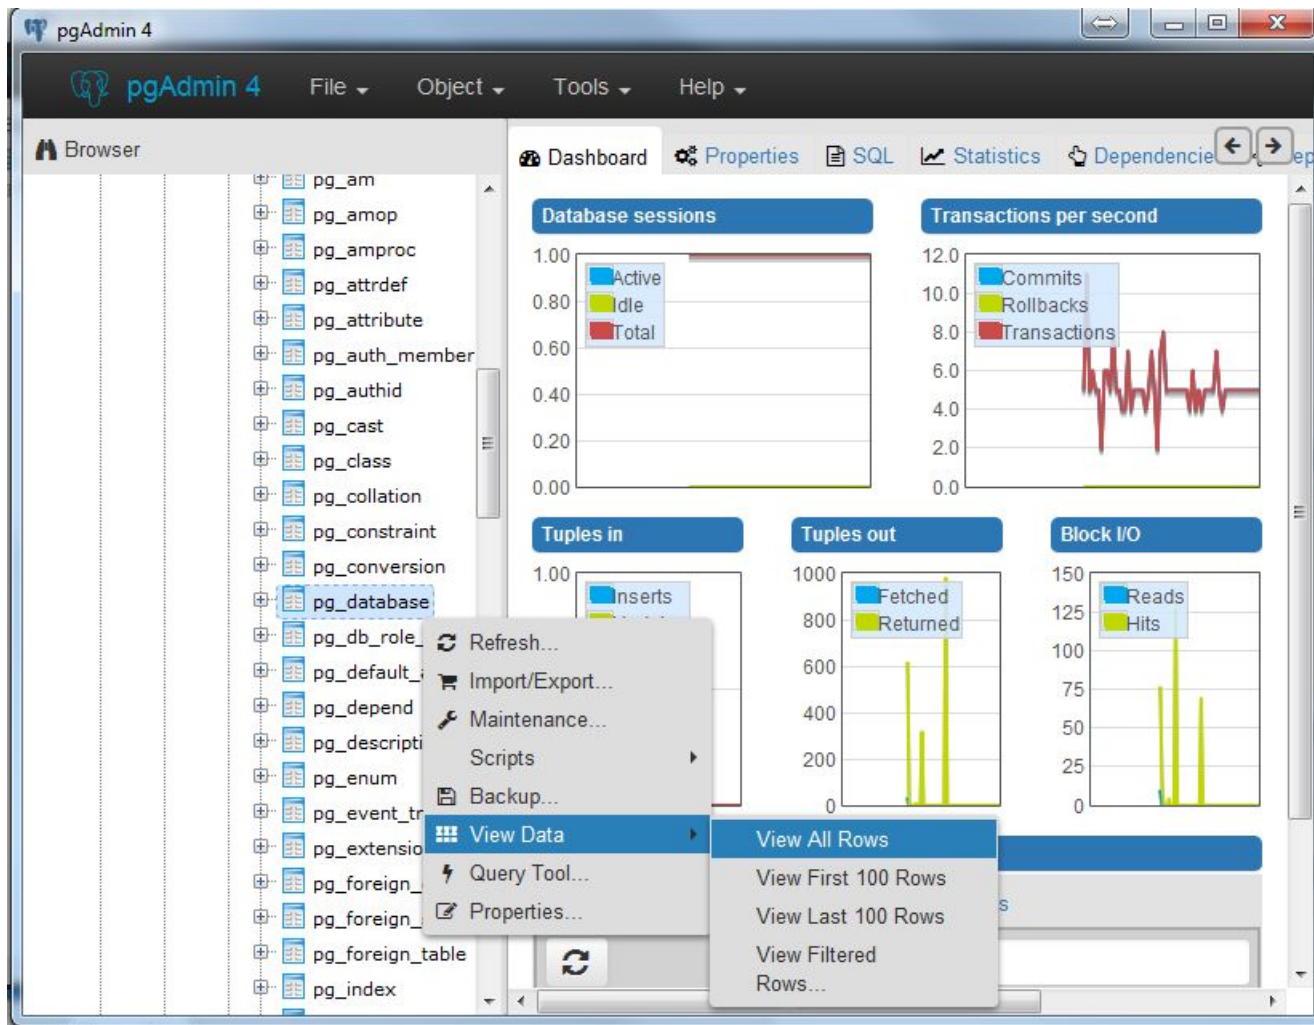 pgAdmin 4
pgAdmin 4 File Object Tools Help
Browser
pg_am
pg_amop
pg_amproc
pg_attrdef
pg_attribute
pg_auth_member
pg_authid
pg_cast
pg_class
pg_collation
pg_constraint
pg_conversion
pg_database
pg_db_role_
pg_default_
pg_depend
pg_descripti
pg_enum
pg_event_tr
pg_extensio
pg_foreign_
pg_foreign_
pg_foreign_table
pg_index
Dashboard Properties SQL Statistics Dependencie
Database sessions
1.00
0.80
0.60
0.40
0.20
0.00
Active
Idle
Total
Transactions per second
12.0
10.0
8.0
6.0
4.0
2.0
0.0
Commits
Rollbacks
Transactions
Tuples in
1.00
Inserts
Tuples out
1000
800
600
400
200
0
Fetched
Returned
Block I/O
150
125
100
75
50
25
0
Reads
Hits
Refresh...
Import/Export...
Maintenance...
Scripts
Backup...
View Data
Query Tool...
Properties...
View All Rows
View First 100 Rows
View Last 100 Rows
View Filtered
Rows...